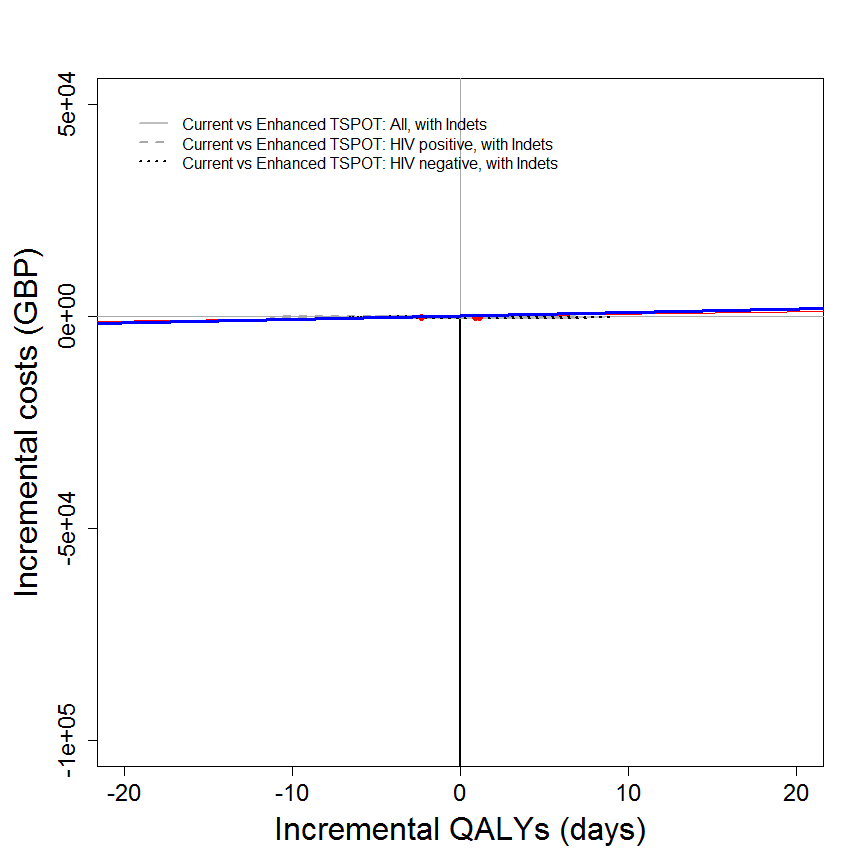 Current vs Enhanced TSPOT: All, with Indets
Current vs Enhanced TSPOT: HIV positive, with Indets
Current vs Enhanced TSPOT: HIV negative, with Indets
5e+04
0e+00
-5e+04
-1e+05
Incremental costs (GBP)
-20 -10 0 10 20
Incremental QALYs (days)